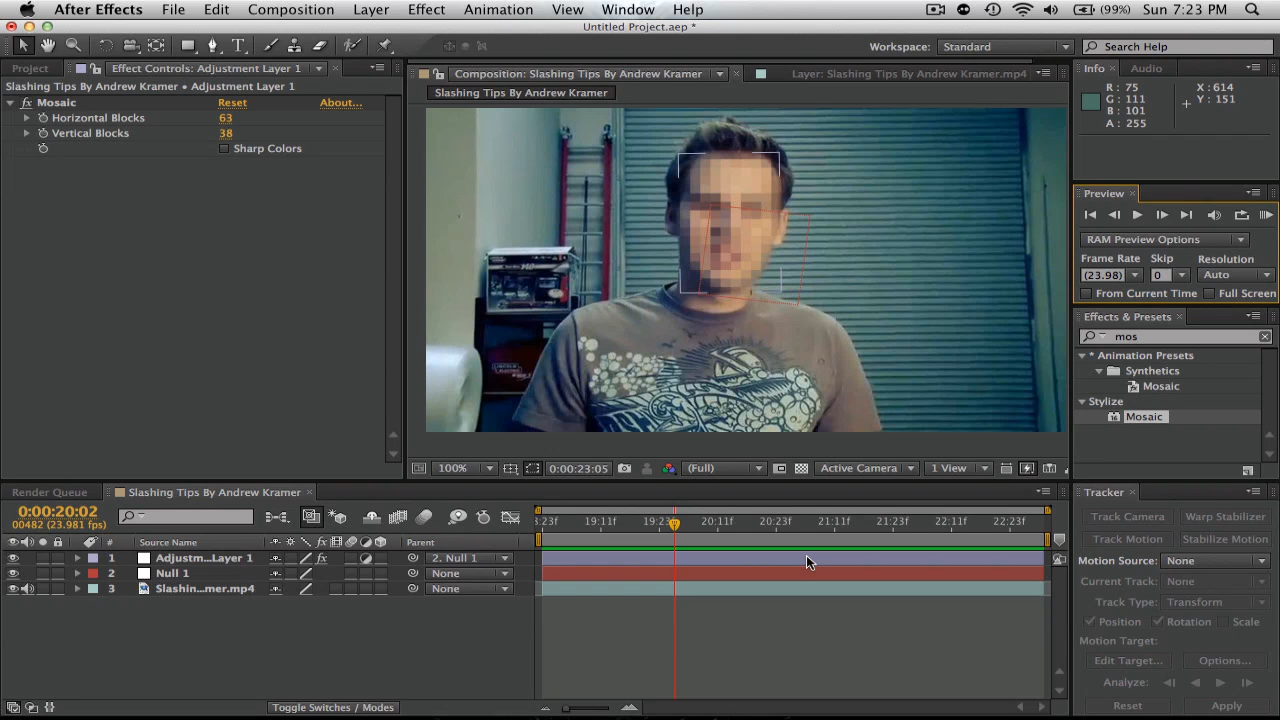 After Effects File Edit Composition Layer Effect Animation View Window Help (99%) Sun 7:23 PM
Untitled Project.aep *
Workspace: Standard Search Help
Project Effect Controls: Adjustment Layer 1
Slashing Tips By Andrew Kramer • Adjustment Layer 1
fx Mosaic Reset About...
Horizontal Blocks 63
Vertical Blocks 38
Sharp Colors
Composition: Slashing Tips By Andrew Kramer Layer: Slashing Tips By Andrew Kramer.mp4
Slashing Tips By Andrew Kramer
100% 0:00:23:05 (Full) Active Camera 1 View
Info Audio
R: 75 X: 614
G: 111 Y: 151
B: 101
A: 255
Preview
RAM Preview Options
Frame Rate Skip Resolution
(23.98) 0 Auto
From Current Time Full Screen
Effects & Presets
mos
* Animation Presets
Synthetics
Mosaic
Stylize
Mosaic
Render Queue Slashing Tips By Andrew Kramer
0:00:20:02
00482 (23.981 fps)
:23f 19:11f 19:23f 20:11f 20:23f 21:11f 21:23f 22:11f 22:23f
# Source Name Parent
1 Adjustm...Layer 1 fx 2. Null 1
2 Null 1 None
3 Slashin...mer.mp4 None
Toggle Switches / Modes
Tracker
Track Camera Warp Stabilizer
Track Motion Stabilize Motion
Motion Source: None
Current Track: None
Track Type: Transform
Position Rotation Scale
Motion Target:
Edit Target... Options...
Analyze:
Reset Apply